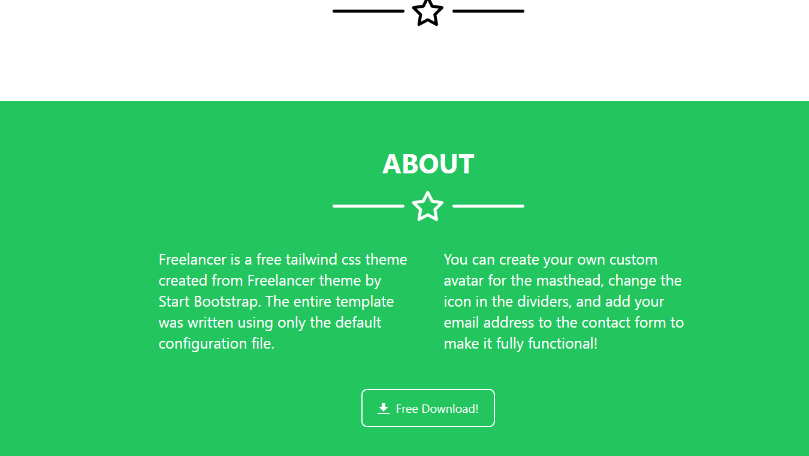 ABOUT
Freelancer is a free tailwind css theme
created from Freelancer theme by
Start Bootstrap. The entire template
was written using only the default
configuration file.
You can create your own custom
avatar for the masthead, change the
icon in the dividers, and add your
email address to the contact form to
make it fully functional!
Free Download!